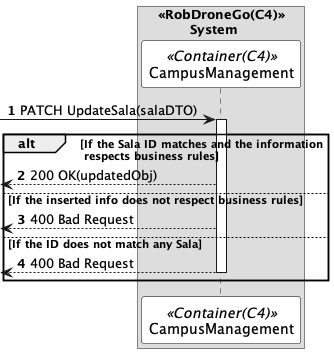 «RobDroneGo(C4)»
System
«Container(C4)»
CampusManagement
1 PATCH UpdateSala(salaDTO)
alt [If the Sala ID matches and the information
respects business rules]
2 200 OK(updatedObj)
[If the inserted info does not respect business rules]
3 400 Bad Request
[If the ID does not match any Sala]
4 400 Bad Request
«Container(C4)»
CampusManagement